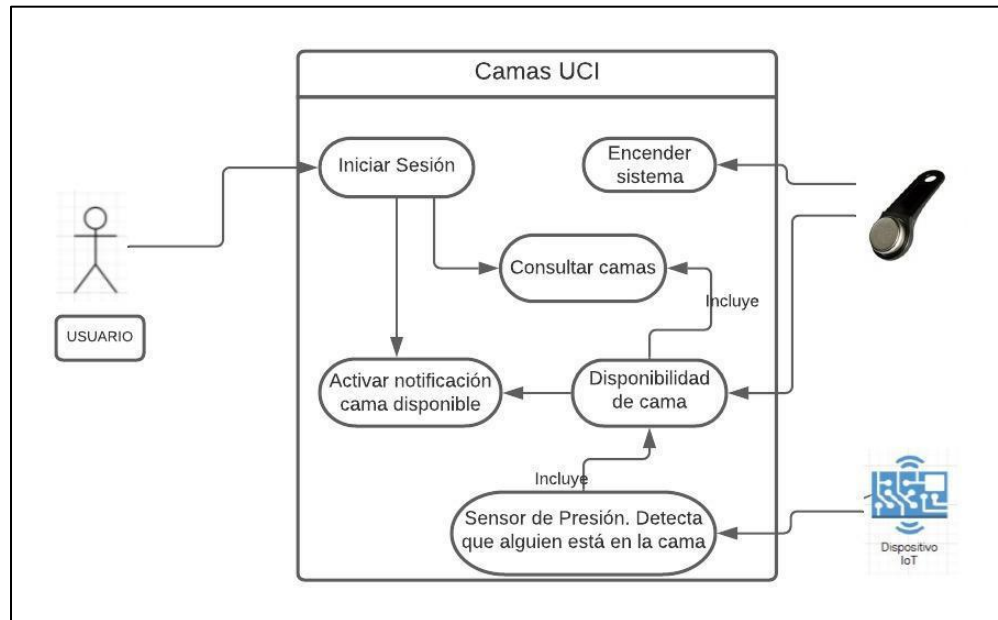 Camas UCI
Iniciar Sesión
Encender
sistema
Consultar camas
Incluye
USUARIO
Activar notificación
cama disponible
Disponibilidad
de cama
Incluye
Sensor de Presión. Detecta
que alguien está en la cama
Dispositivo
IoT